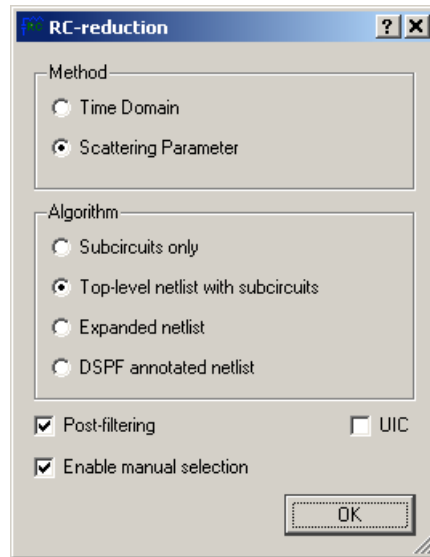 RC RC-reduction ? X
Method
Time Domain
Scattering Parameter
Algorithm
Subcircuits only
Top-level netlist with subcircuits
Expanded netlist
DSPF annotated netlist
Post-filtering UIC
Enable manual selection
OK